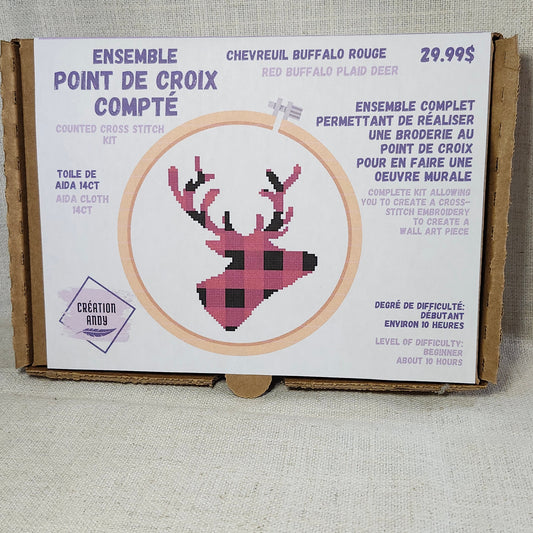 ENSEMBLE
POINT DE CROIX
COMPTÉ
COUNTED CROSS STITCH
KIT
TOILE DE
AIDA 14CT
AIDA CLOTH
14CT
CRÉATION
ANDY
CHEVREUIL BUFFALO ROUGE
RED BUFFALO PLAID DEER
29.99$
ENSEMBLE COMPLET
PERMETTANT DE RÉALISER
UNE BRODERIE AU
POINT DE CROIX
POUR EN FAIRE UNE
OEUVRE MURALE
COMPLETE KIT ALLOWING
YOU TO CREATE A CROSS-
STITCH EMBROIDERY
TO CREATE A
WALL ART PIECE
DEGRÉ DE DIFFICULTÉ:
DÉBUTANT
ENVIRON 10 HEURES
LEVEL OF DIFFICULTY:
BEGINNER
ABOUT 10 HOURS